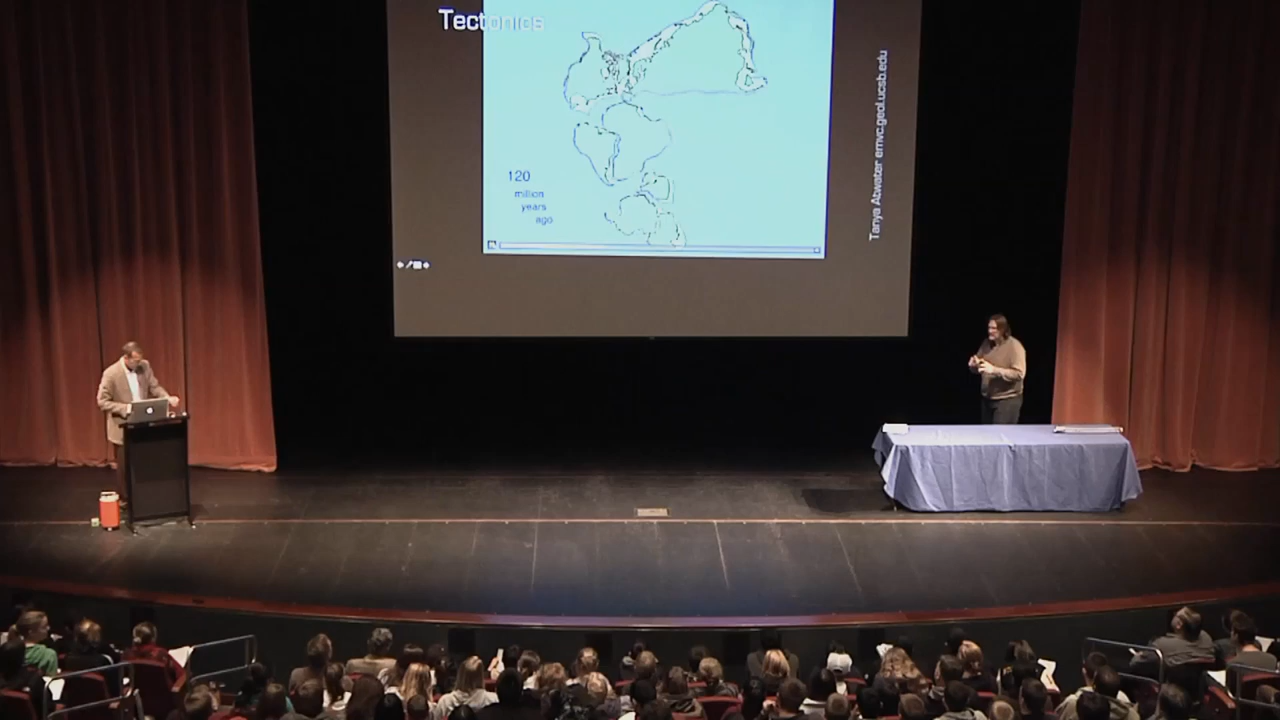 Tectonics
120
million
years
ago
Tanya Atwater emvc.geol.ucsb.edu